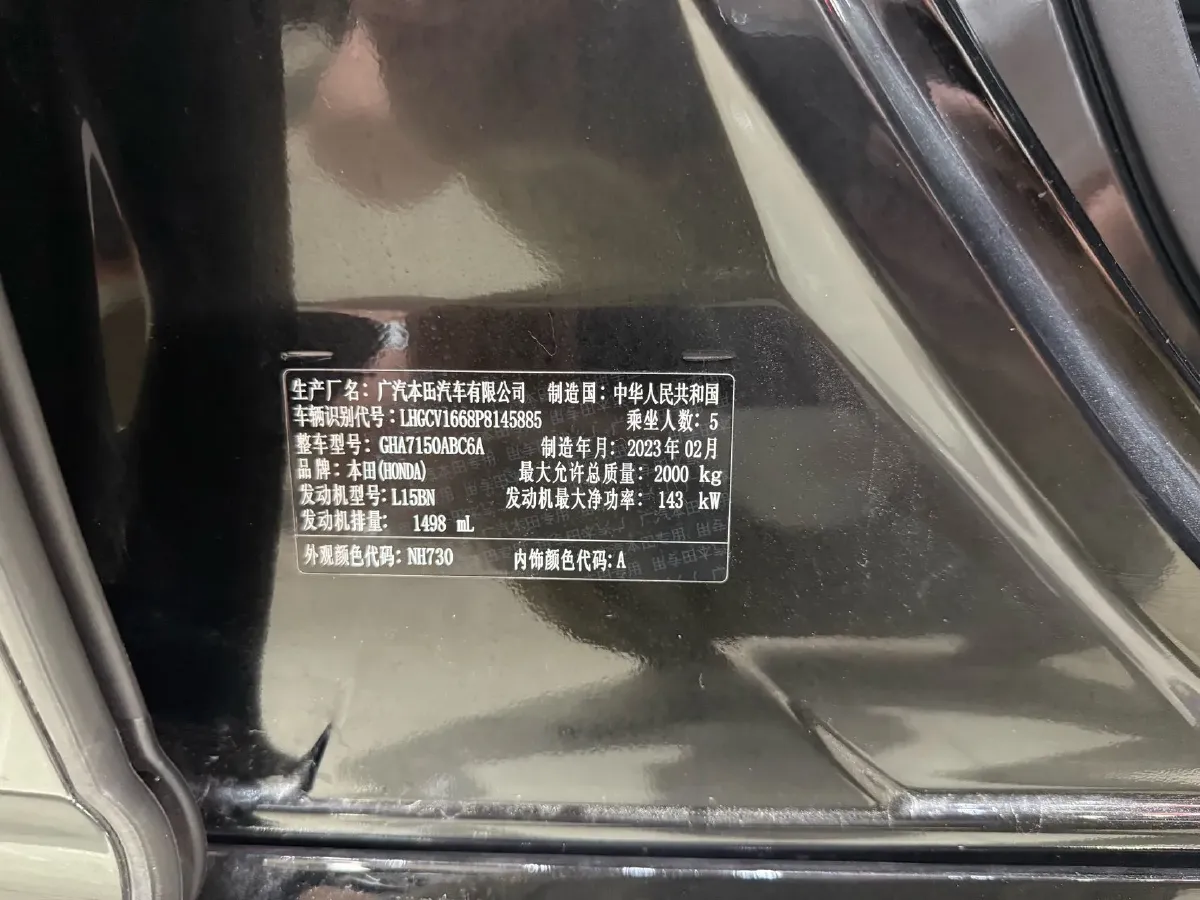 生产厂名：广汽本田汽车有限公司 制造国：中华人民共和国
车辆识别代号：LHGCV1668P8145885 乘坐人数：5
整车型号：GHA7150ABC6A 制造年月：2023年02月
品牌：本田(HONDA) 最大允许总质量：2000 kg
发动机型号：L15BN 发动机最大净功率：143 kW
发动机排量：1498 mL
外观颜色代码：NH730 内饰颜色代码：A